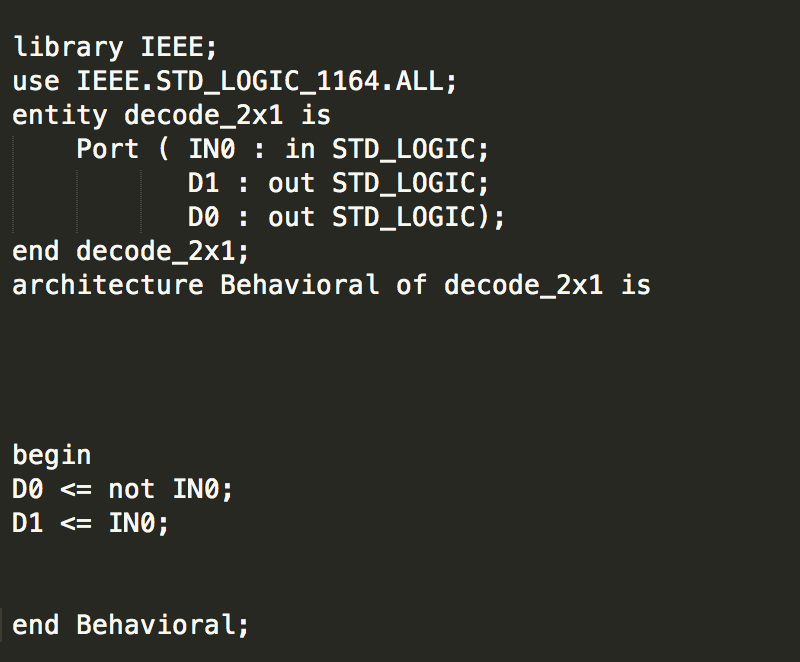 library IEEE;
use IEEE.STD_LOGIC_1164.ALL;
entity decode_2x1 is
    Port ( IN0 : in STD_LOGIC;
           D1 : out STD_LOGIC;
           D0 : out STD_LOGIC);
end decode_2x1;
architecture Behavioral of decode_2x1 is
begin
D0 <= not IN0;
D1 <= IN0;
end Behavioral;